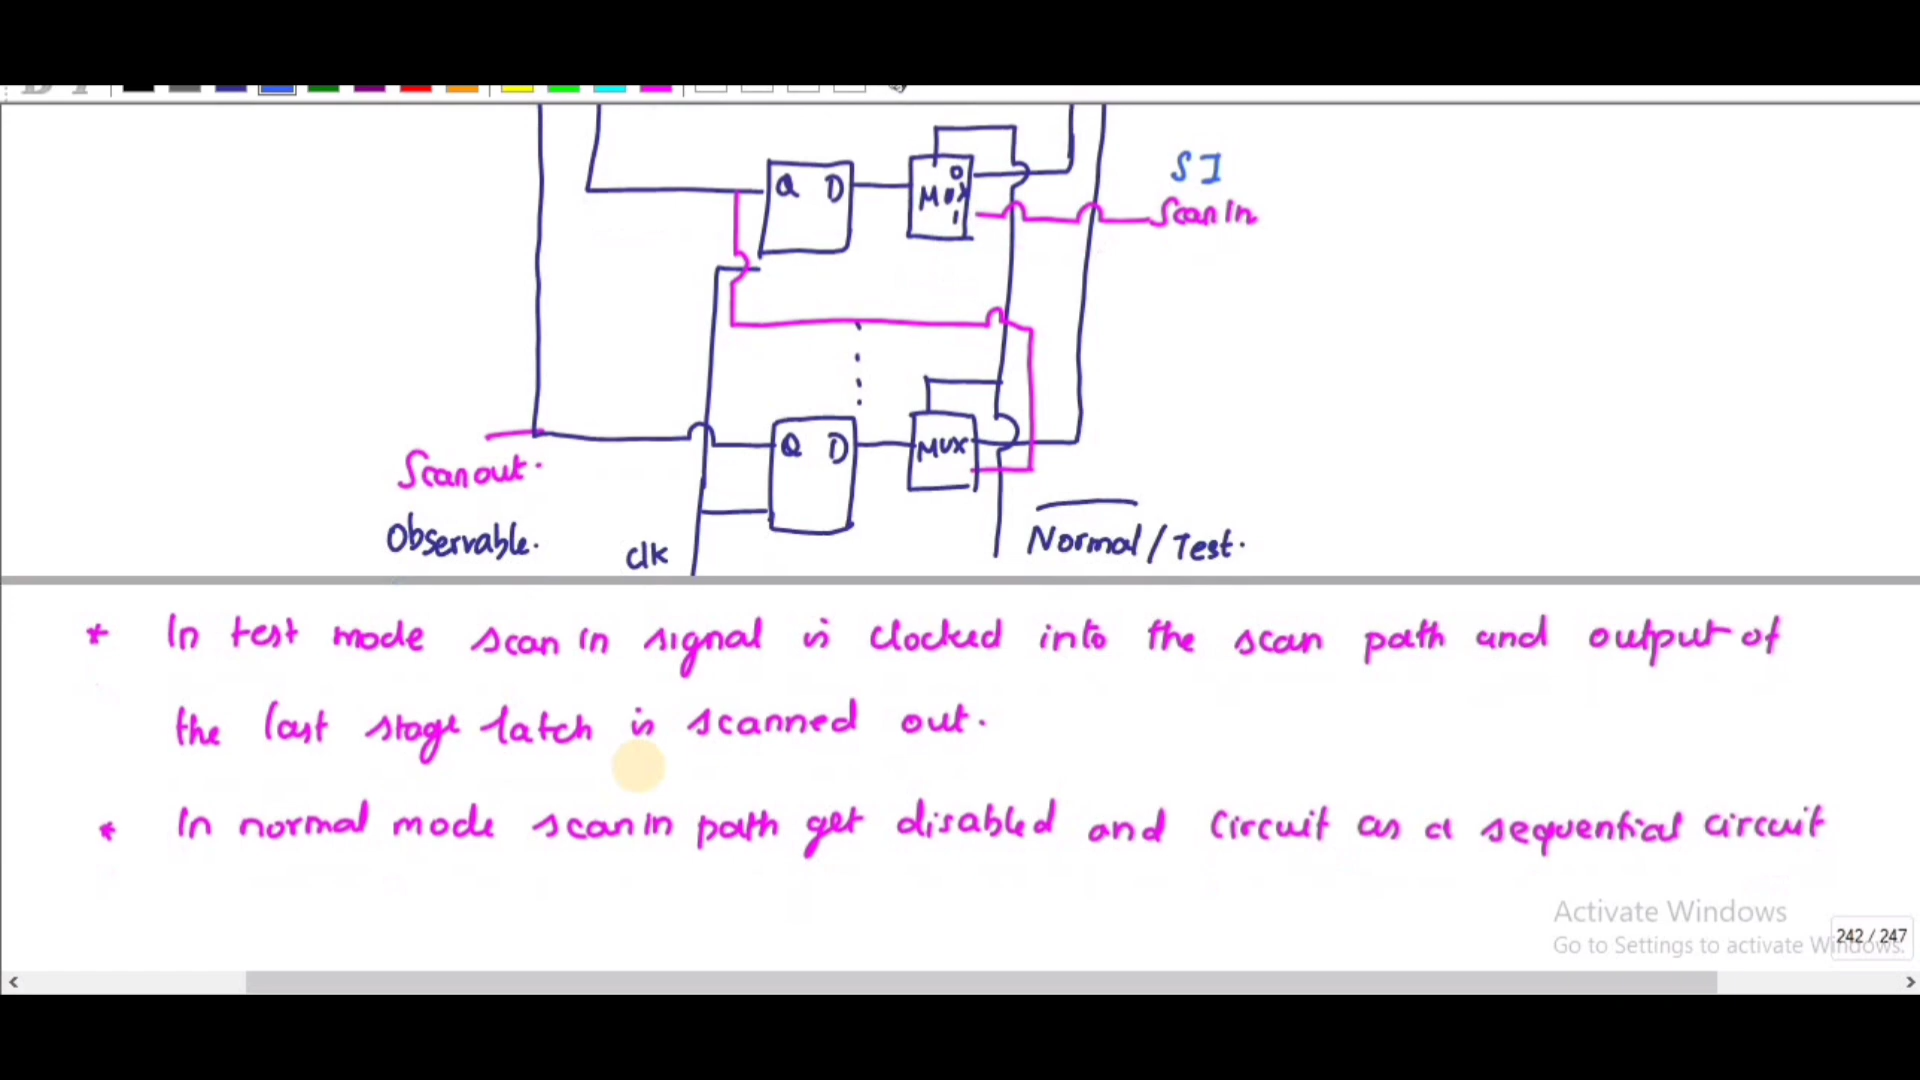 SI
Q D
MUX
0
1
Scan In
Q D
MUX
Scan out.
Observable.
clk
Normal / Test.
* In test mode scan in signal is clocked into the scan path and output of
the last stage latch is scanned out.
* In normal mode scan in path get disabled and circuit as a sequential circuit
Activate Windows
Go to Settings to activate Windows.
242 / 247